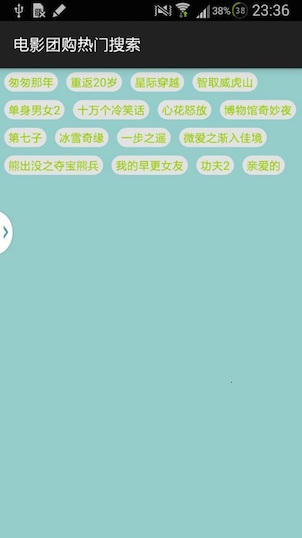 38% 38 23:36
电影团购热门搜索
匆匆那年 重返20岁 星际穿越 智取威虎山
单身男女2 十万个冷笑话 心花怒放 博物馆奇妙夜
第七子 冰雪奇缘 一步之遥 微爱之渐入佳境
熊出没之夺宝熊兵 我的早更女友 功夫2 亲爱的